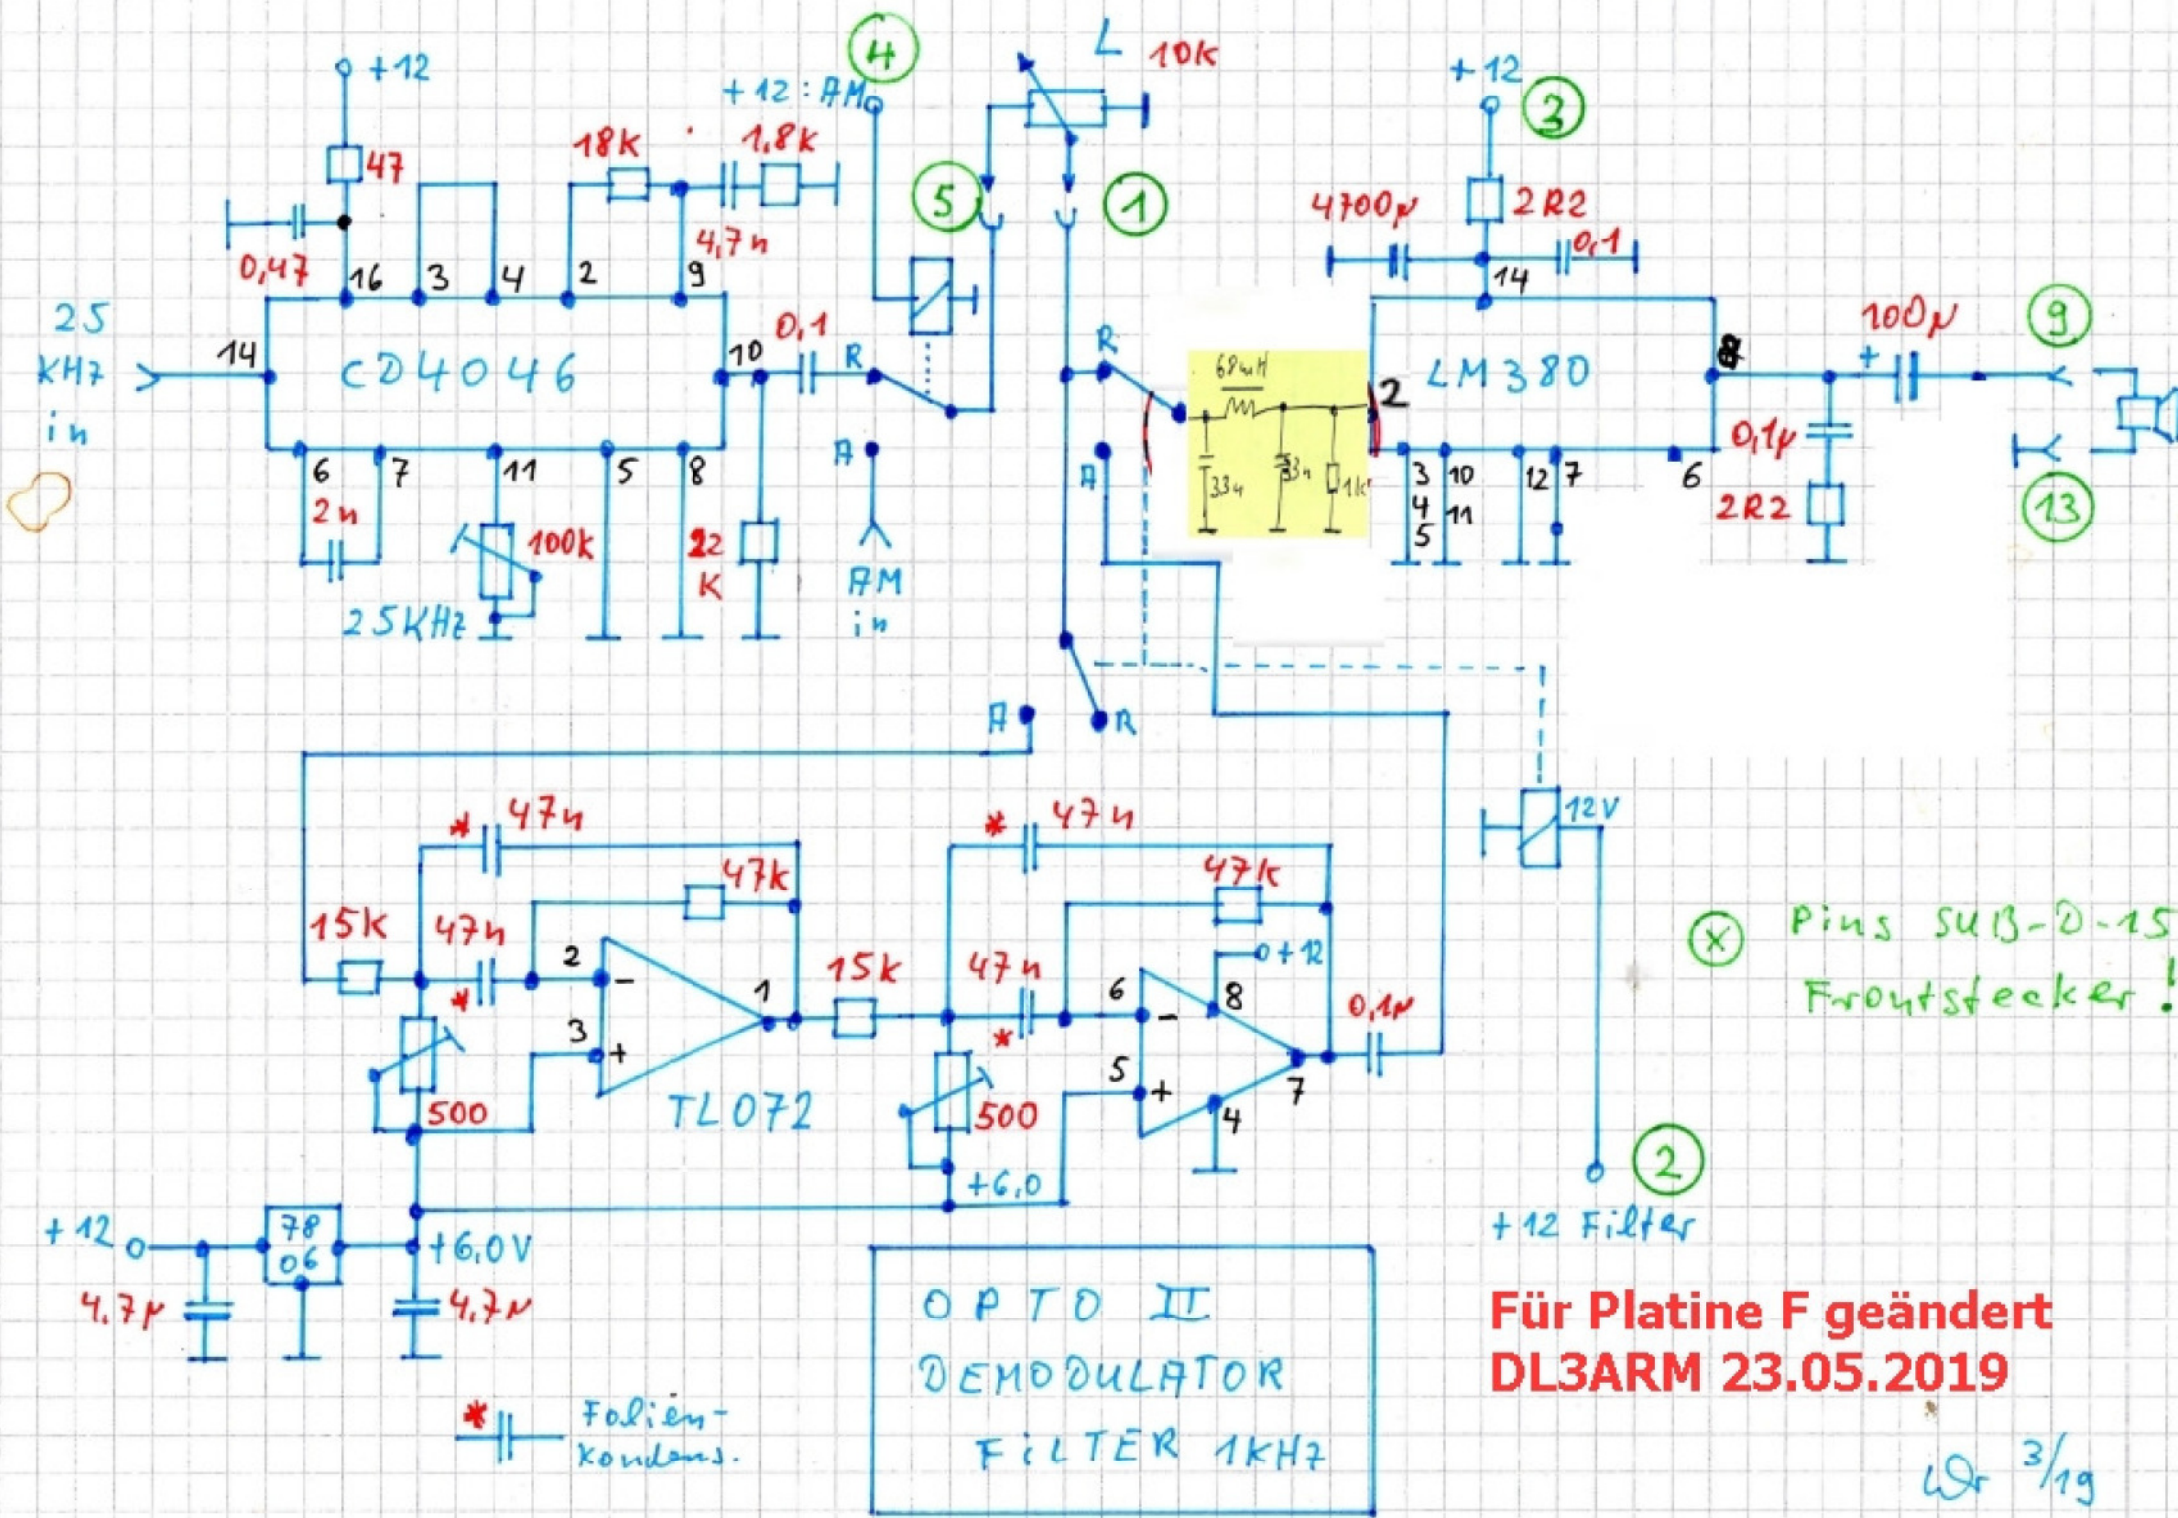 +12
47
0,47
16
3
4
18K
2
1,8K
4,7n
9
+12:AM
4
L
10K
5
1
+12
3
4700µ
2R2
0,1
14
25
KHz
in
14
CD4046
10
0,1
R
A
AM
in
6
7
2n
11
100k
25KHz
5
8
22
K
R
A
68mH
33n
33n
1k
2
LM380
3
4
5
10
11
12
7
6
100µ
+
9
0,1µ
2R2
13
A
R
12V
47n
*
47k
15K
47n
*
2
-
3
+
1
500
TL072
15k
47n
*
47k
47n
*
6
-
5
+
8
0+12
4
7
0,1µ
500
+6,0
+12
78
06
+6,0V
4,7µ
4,7µ
2
+12 Filter
x Pins SUB-D-15
Frontstecker!
* Folien-
Kondens.
OPTO II
DEMODULATOR
FILTER 1KHz
Für Platine F geändert
DL3ARM 23.05.2019
Wr 3/19